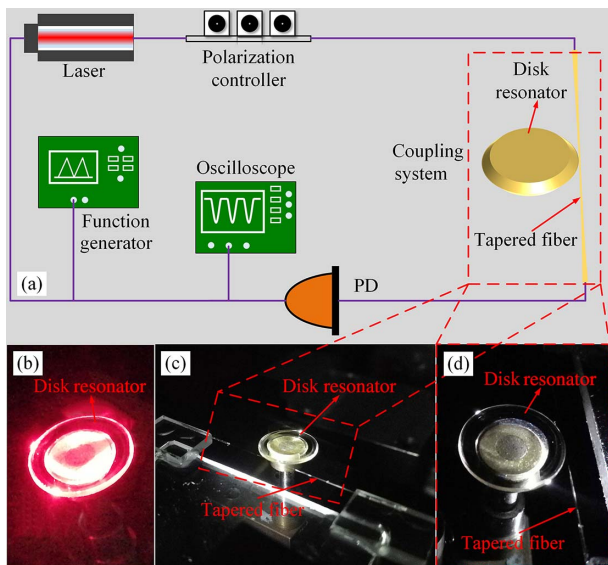 Laser
Polarization
controller
Disk
resonator
Coupling
system
Oscilloscope
Function
generator
Tapered fiber
(a)
PD
(b)
Disk resonator
(c)
Disk resonator
Tapered fiber
(d)
Disk resonator
Tapered fiber